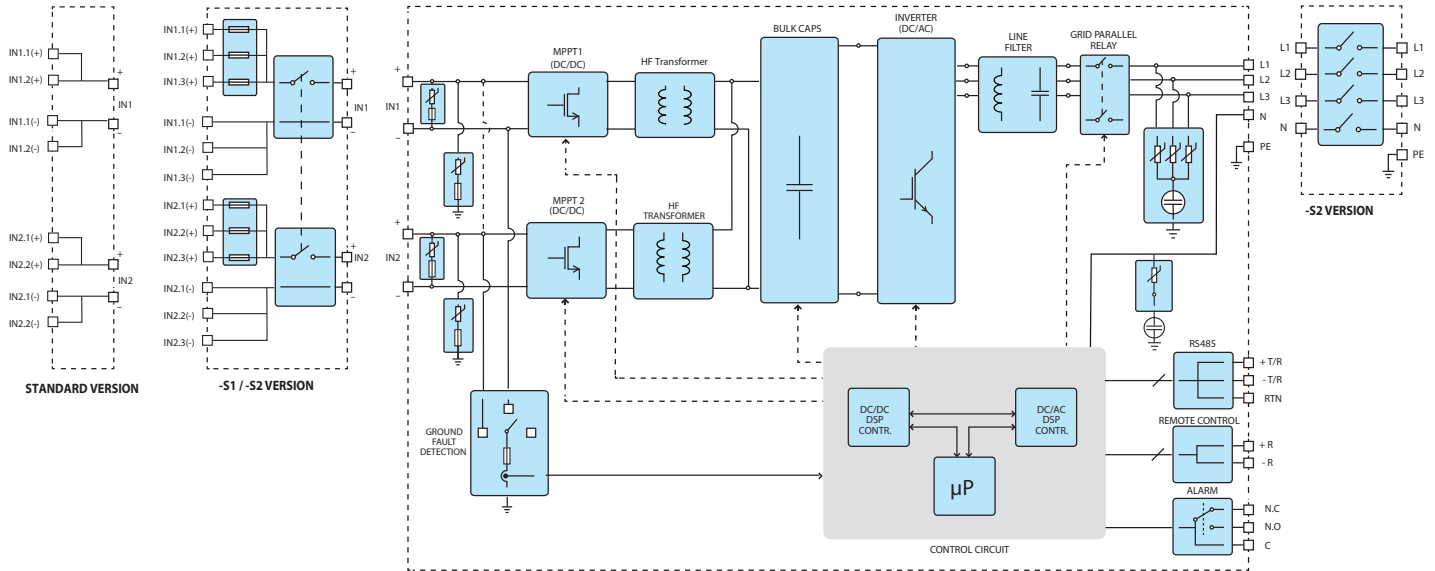 IN1.1(+)
IN1.2(+)
IN1.1(-)
IN1.2(-)
+
IN1
_
IN2.1(+)
IN2.2(+)
IN2.1(-)
IN2.2(-)
+
IN2
_
STANDARD VERSION
IN1.1(+)
IN1.2(+)
IN1.3(+)
IN1.1(-)
IN1.2(-)
IN1.3(-)
+
IN1
_
IN2.1(+)
IN2.2(+)
IN2.3(+)
IN2.1(-)
IN2.2(-)
IN2.3(-)
+
IN2
_
-S1 / -S2 VERSION
+
IN1
_
+
IN2
_
MPPT1
(DC/DC)
HF Transformer
MPPT 2
(DC/DC)
HF
TRANSFORMER
BULK CAPS
INVERTER
(DC/AC)
LINE
FILTER
GRID PARALLEL
RELAY
L1
L2
L3
N
PE
GROUND
FAULT
DETECTION
DC/DC
DSP
CONTR.
DC/AC
DSP
CONTR.
µP
CONTROL CIRCUIT
RS485
+ T/R
- T/R
RTN
REMOTE CONTROL
+ R
- R
ALARM
N.C
N.O
C
L1
L2
L3
N
L1
L2
L3
N
PE
-S2 VERSION